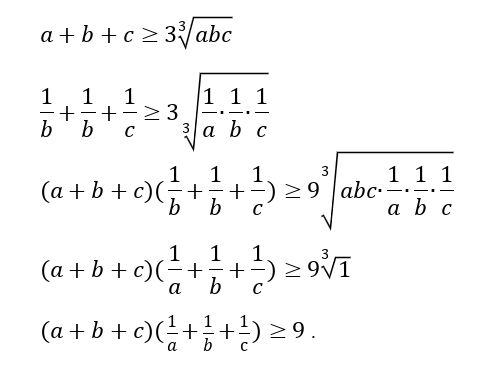 a + b + c ≥ 3∛(abc)
1/b + 1/b + 1/c ≥ 3∛(1/a · 1/b · 1/c)
(a + b + c)(1/b + 1/b + 1/c) ≥ 9∛(abc · 1/a · 1/b · 1/c)
(a + b + c)(1/a + 1/b + 1/c) ≥ 9∛1
(a + b + c)(1/a + 1/b + 1/c) ≥ 9 .